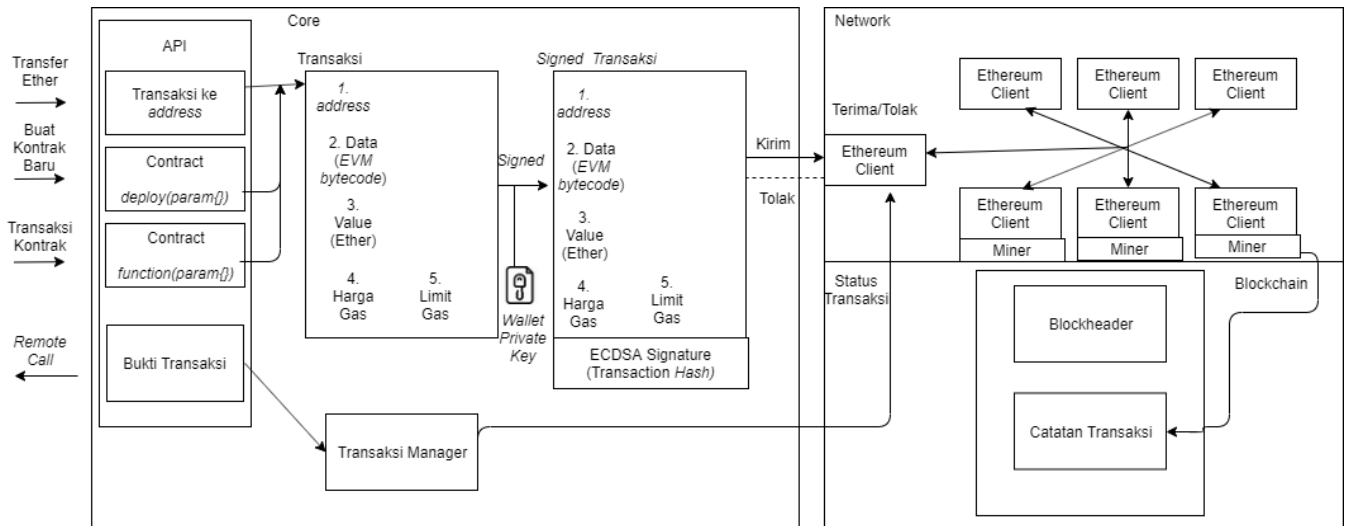 Core
Network
API
Transfer
Ether
Buat
Kontrak
Baru
Transaksi
Kontrak
Remote
Call
Transaksi ke
address
Contract
deploy(param{})
Contract
function(param{})
Bukti Transaksi
Transaksi
1.
address
2. Data
(EVM
bytecode)
3.
Value
(Ether)
4.
Harga
Gas
5.
Limit
Gas
Signed
Wallet
Private
Key
Signed Transaksi
1.
address
2. Data
(EVM
bytecode)
3.
Value
(Ether)
4.
Harga
Gas
5.
Limit
Gas
ECDSA Signature
(Transaction Hash)
Transaksi Manager
Kirim
Tolak
Terima/Tolak
Ethereum
Client
Ethereum
Client
Ethereum
Client
Ethereum
Client
Ethereum
Client
Miner
Ethereum
Client
Miner
Ethereum
Client
Miner
Status
Transaksi
Blockchain
Blockheader
Catatan Transaksi